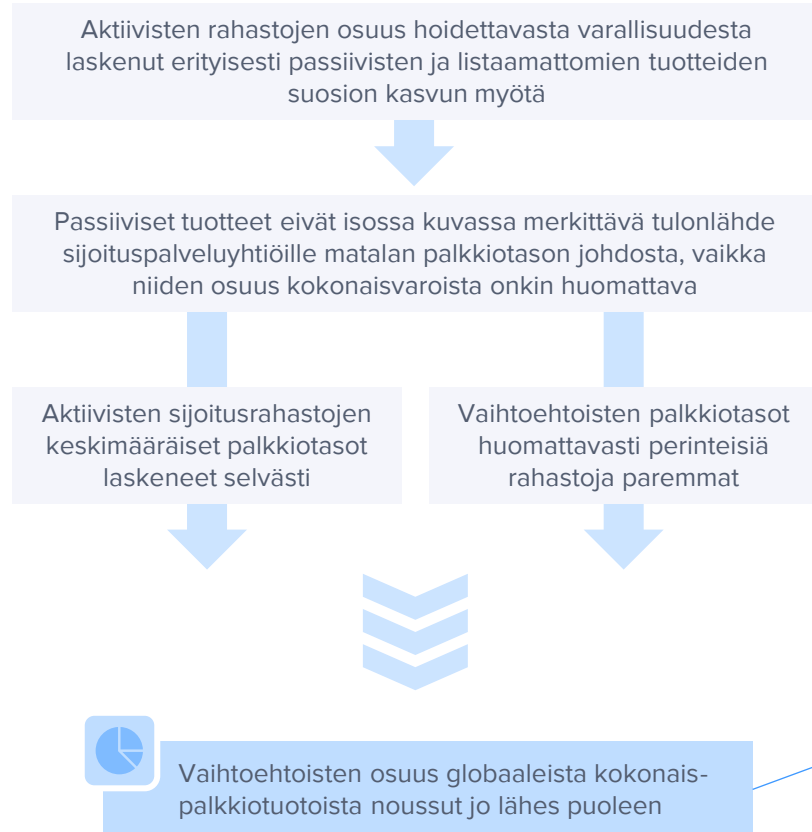 Aktiivisten rahastojen osuus hoidettavasta varallisuudesta
laskenut erityisesti passiivisten ja listaamattomien tuotteiden
suosion kasvun myötä
Passiiviset tuotteet eivät isossa kuvassa merkittävä tulonlähde
sijoituspalveluyhtiöille matalan palkkiotason johdosta, vaikka
niiden osuus kokonaisvaroista onkin huomattava
Aktiivisten sijoitusrahastojen
keskimääräiset palkkiotasot
laskeneet selvästi
Vaihtoehtoisten palkkiotasot
huomattavasti perinteisiä
rahastoja paremmat
Vaihtoehtoisten osuus globaaleista kokonais-
palkkiotuotoista noussut jo lähes puoleen